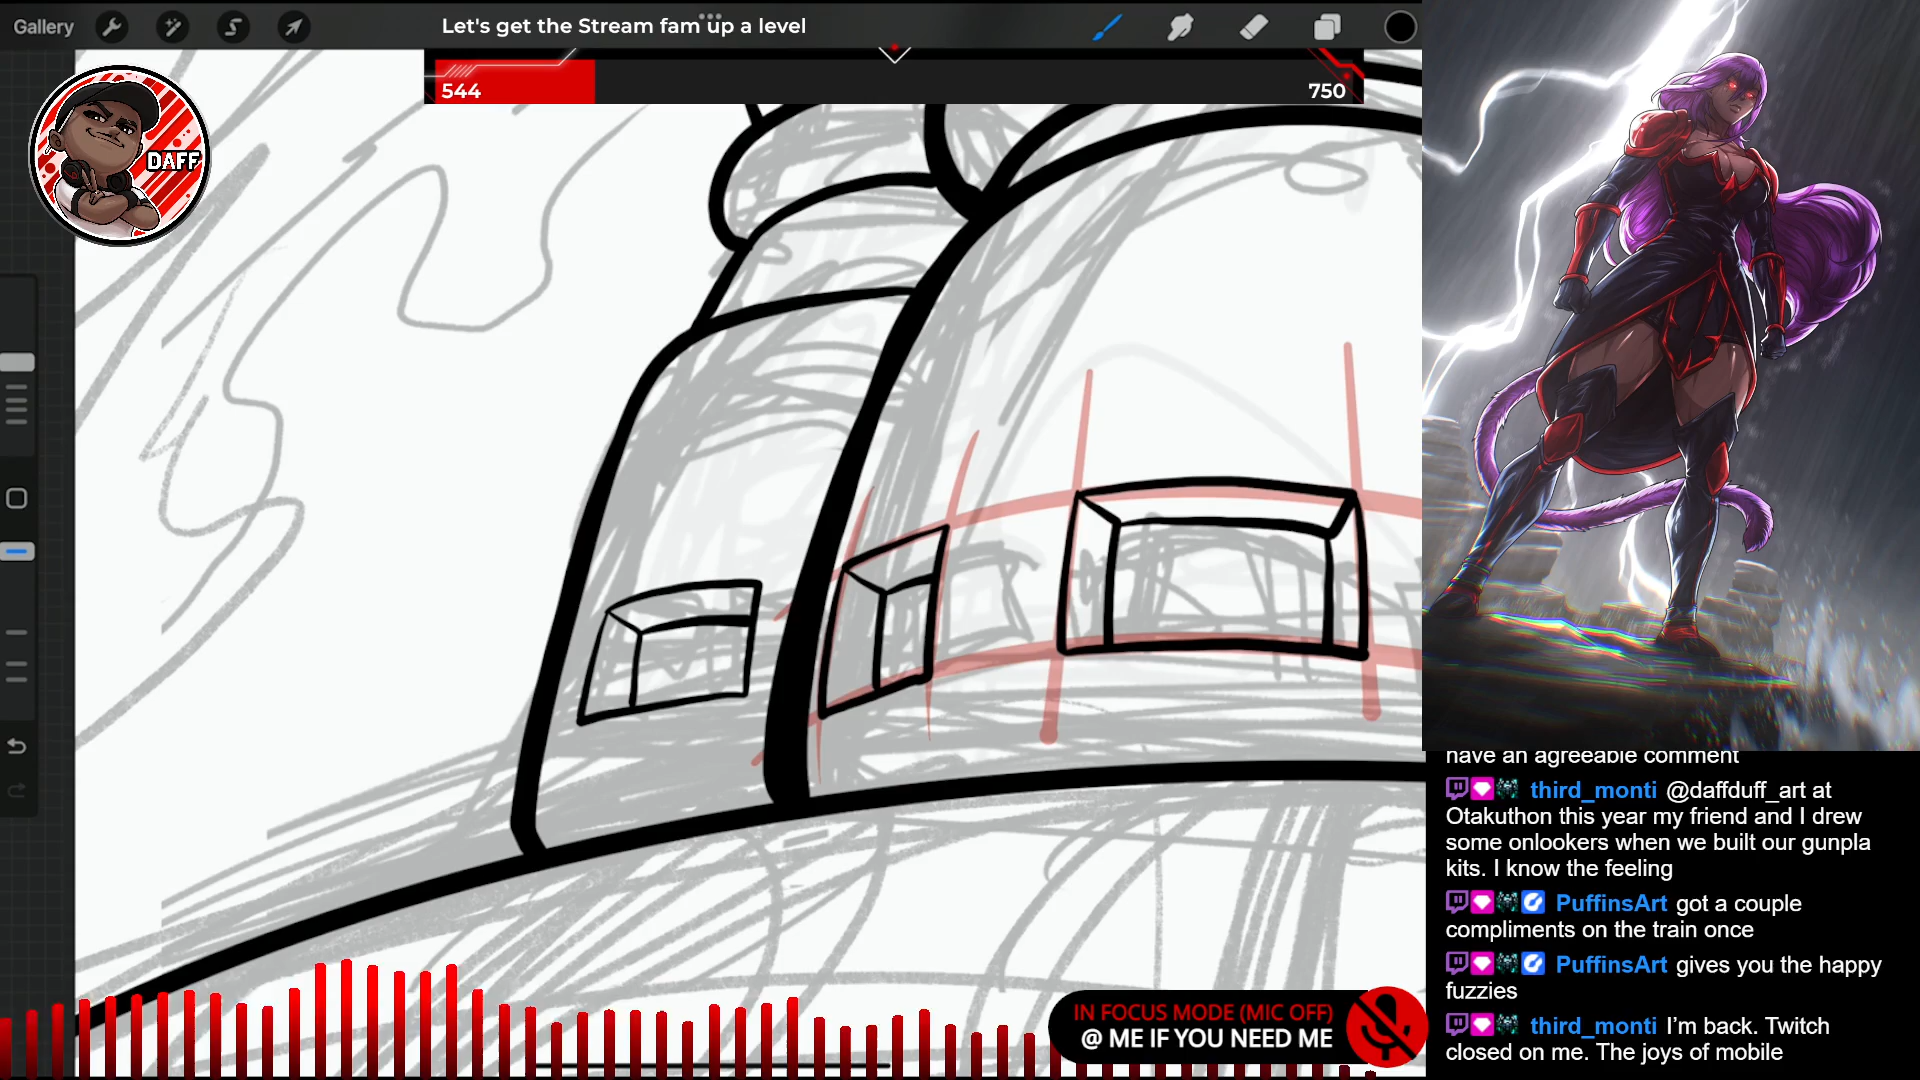 Gallery
Let's get the Stream fam up a level
544
750
DAFF
have an agreeable comment
third_monti @daffduff_art at
Otakuthon this year my friend and I drew
some onlookers when we built our gunpla
kits. I know the feeling
PuffinsArt got a couple
compliments on the train once
PuffinsArt gives you the happy
fuzzies
third_monti I’m back. Twitch
closed on me. The joys of mobile
IN FOCUS MODE (MIC OFF)
@ ME IF YOU NEED ME